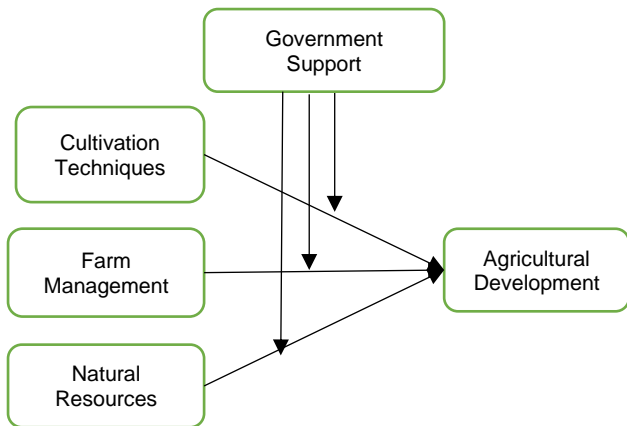 Government
Support
Cultivation
Techniques
Farm
Management
Agricultural
Development
Natural
Resources